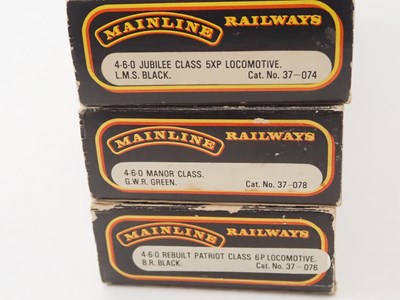 MAINLINE RAILWAYS
4-6-0 JUBILEE CLASS 5XP LOCOMOTIVE.
L.M.S. BLACK. Cat. No. 37-074
MAINLINE RAILWAYS
4-6-0 MANOR CLASS.
G.W.R. GREEN. Cat. No. 37-078
MAINLINE RAILWAYS
4-6-0 REBUILT PATRIOT CLASS 6P LOCOMOTIVE.
B.R. BLACK. Cat. No. 37-076